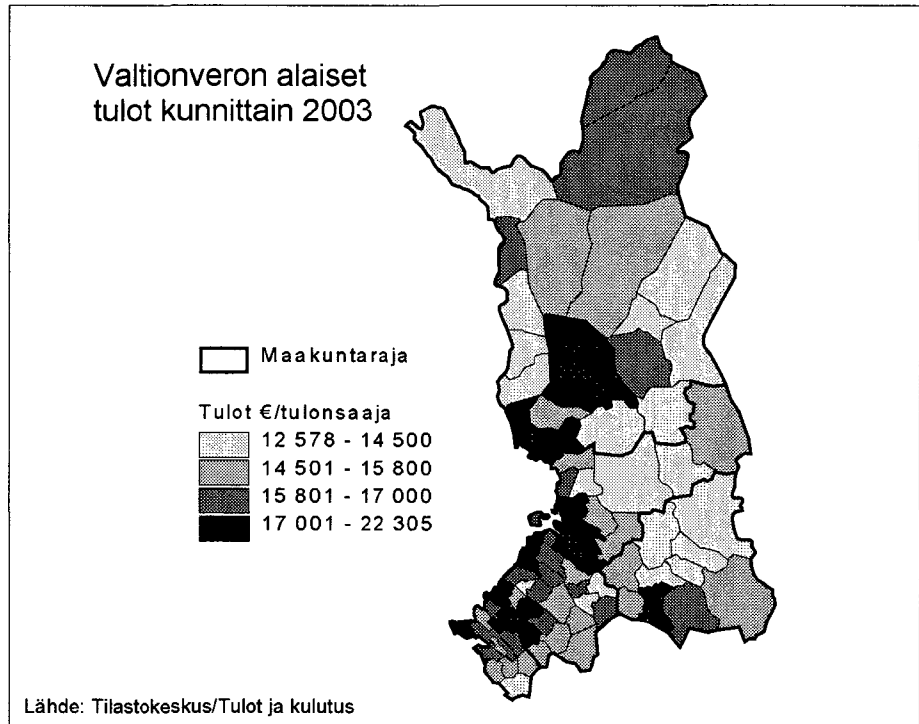 Valtionveron alaiset
tulot kunnittain 2003
Maakuntaraja
Tulot €/tulonsaaja
12 578 - 14 500
14 501 - 15 800
15 801 - 17 000
17 001 - 22 305
Lähde: Tilastokeskus/Tulot ja kulutus